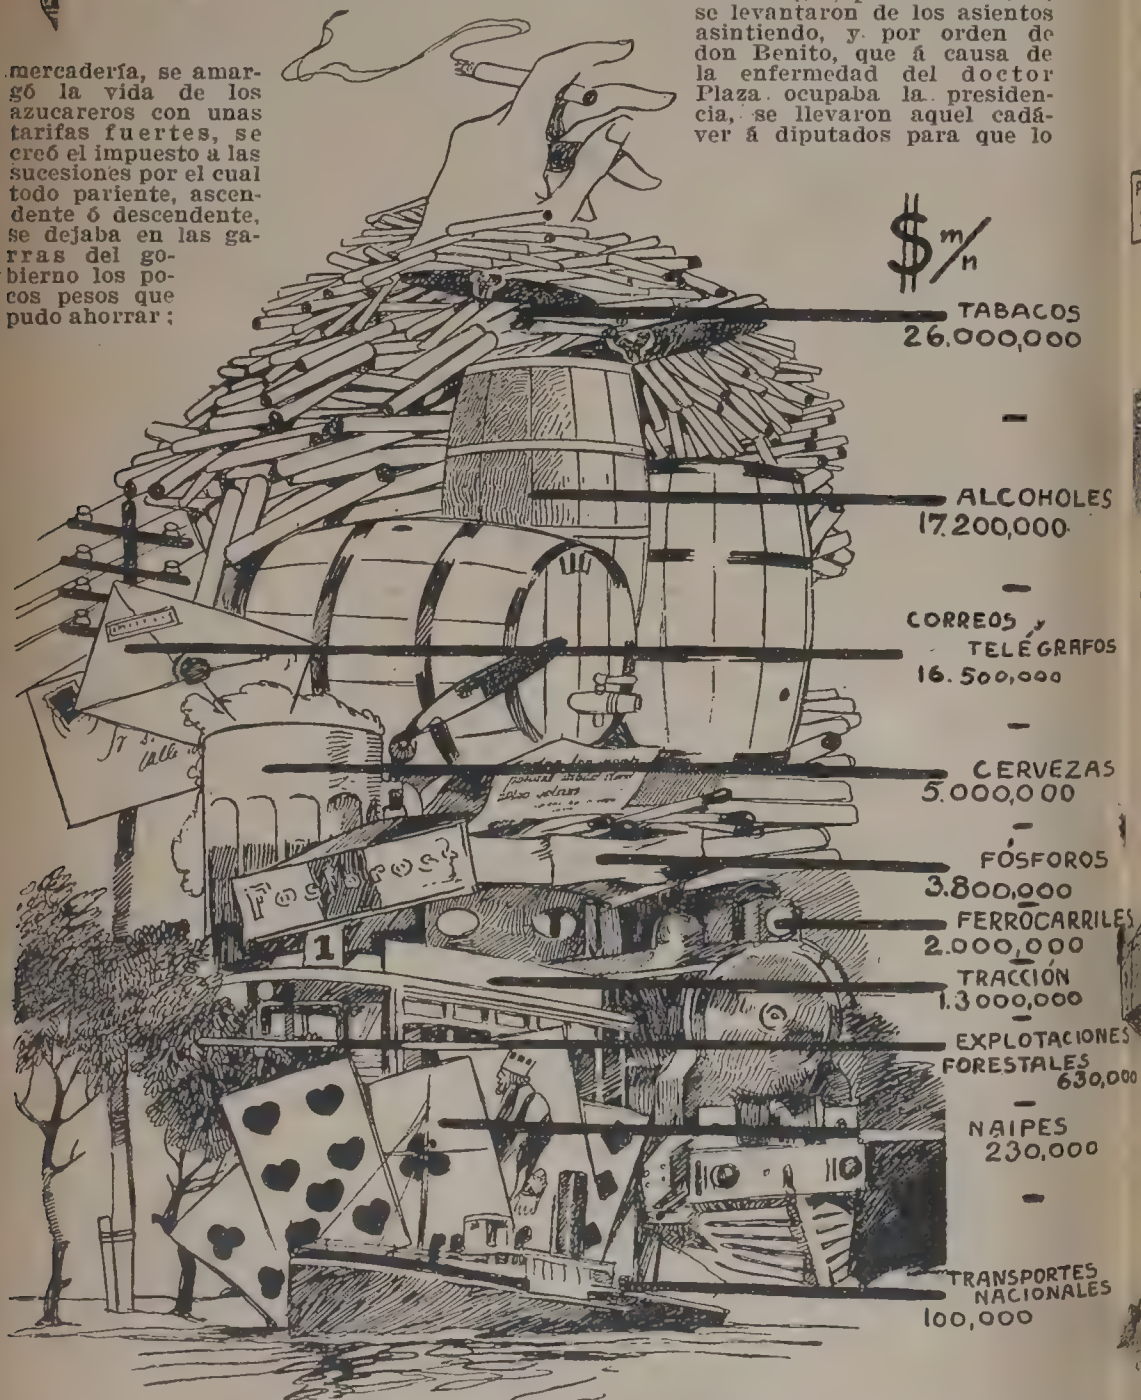 mercadería, se amar-
gó la vida de los
azucareros con unas
tarifas fuertes, se
creó el impuesto a las
sucesiones por el cual
todo pariente, ascen-
dente ó descendente,
se dejaba en las ga-
rras del go-
bierno los po-
cos pesos que
pudo ahorrar ;
se levantaron de los asientos
asintiendo, y por orden de
don Benito, que á causa de
la enfermedad del doctor
Plaza ocupaba la presiden-
cia, se llevaron aquel cadá-
ver á diputados para que lo
$ m/n
TABACOS
26.000,000
ALCOHOLES
17.200,000
CORREOS y
TELÉGRAFOS
16.500,000
CERVEZAS
5.000,000
FÓSFOROS
3.800,000
FERROCARRILES
2.000,000
TRACCIÓN
1.3000,000
EXPLOTACIONES
FORESTALES
630,000
NAIPES
230,000
TRANSPORTES
NACIONALES
100,000
Calle
1